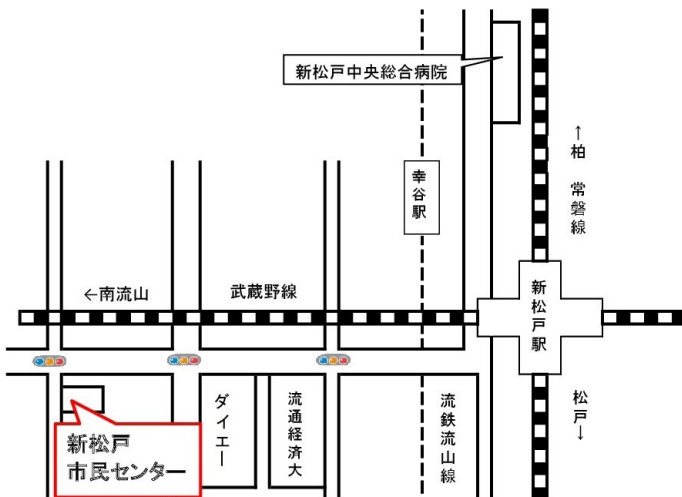 新松戸中央総合病院
↑柏　常磐線
幸谷駅
←南流山
武蔵野線
新松戸駅
ダイエー
流通経済大
流鉄流山線
松戸↓
新松戸
市民センター